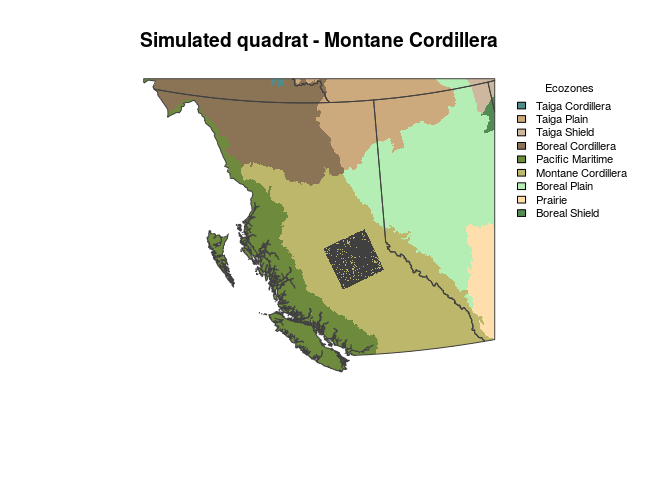 Simulated quadrat - Montane Cordillera
Ecozones
Taiga Cordillera
Taiga Plain
Taiga Shield
Boreal Cordillera
Pacific Maritime
Montane Cordillera
Boreal Plain
Prairie
Boreal Shield